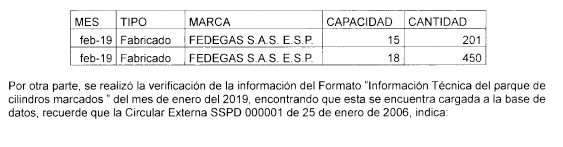 MES TIPO MARCA CAPACIDAD CANTIDAD
feb-19 Fabricado FEDEGAS S.A.S. E.S.P. 15 201
feb-19 Fabricado FEDEGAS S.A.S. E.S.P. 18 450
Por otra parte, se realizó la verificación de la información del Formato "Información Técnica del parque de
cilindros marcados " del mes de enero del 2019, encontrando que esta se encuentra cargada a la base de
datos, recuerde que la Circular Externa SSPD 000001 de 25 de enero de 2006, indica: